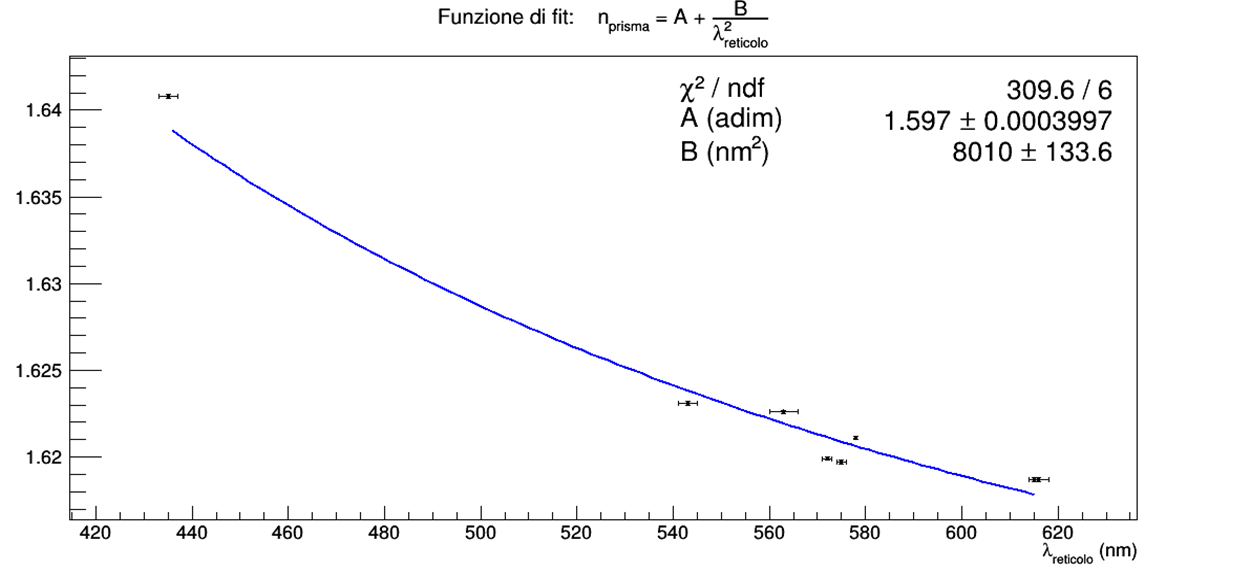 Funzione di fit: n_prisma = A + B/λ²_reticolo
χ² / ndf 309.6 / 6
A (adim) 1.597 ± 0.0003997
B (nm²) 8010 ± 133.6
1.64
1.635
1.63
1.625
1.62
420 440 460 480 500 520 540 560 580 600 620
λ_reticolo (nm)